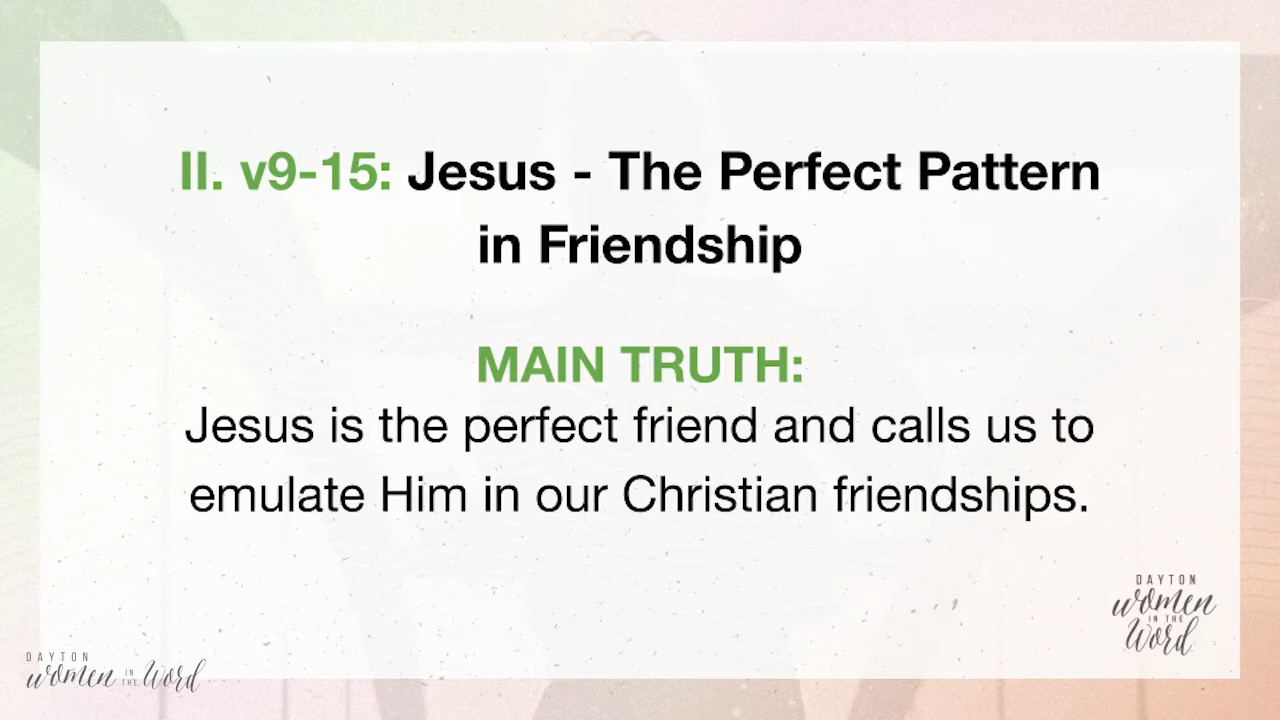 II. v9-15: Jesus - The Perfect Pattern
in Friendship
MAIN TRUTH:
Jesus is the perfect friend and calls us to
emulate Him in our Christian friendships.
DAYTON
women
IN THE
Word
DAYTON
women IN THE Word